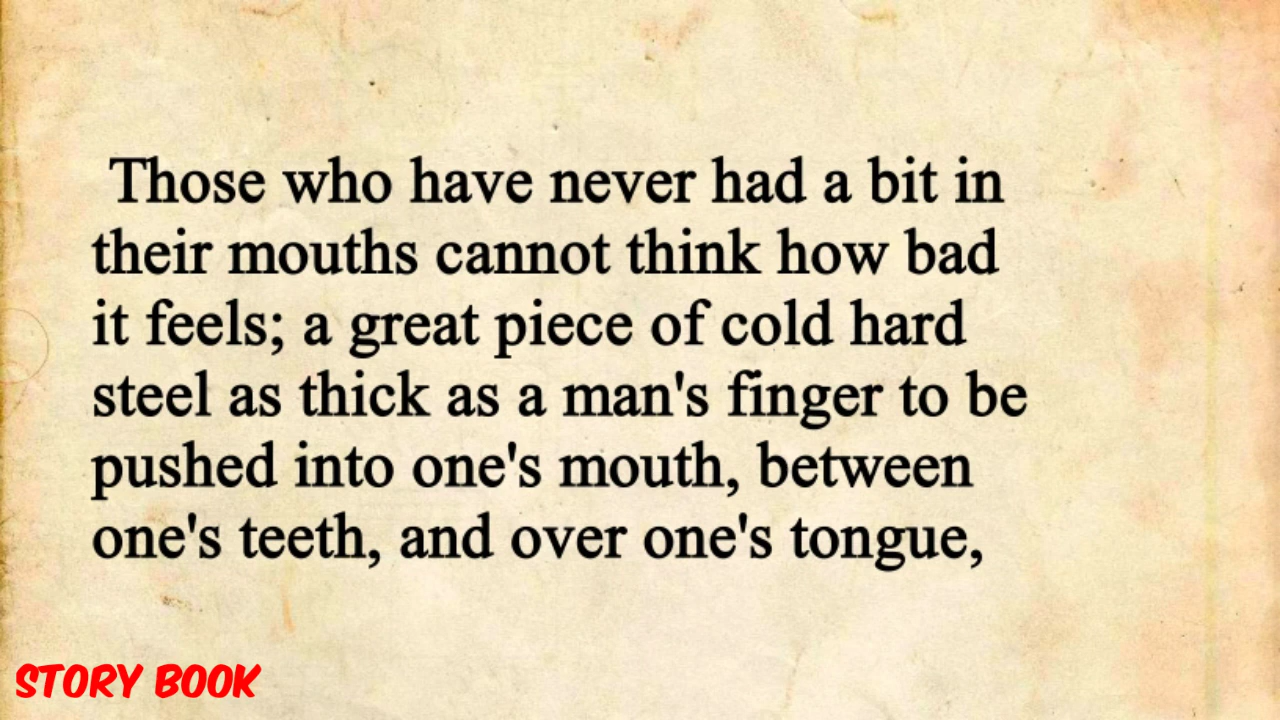 Those who have never had a bit in
their mouths cannot think how bad
it feels; a great piece of cold hard
steel as thick as a man's finger to be
pushed into one's mouth, between
one's teeth, and over one's tongue,
STORY BOOK